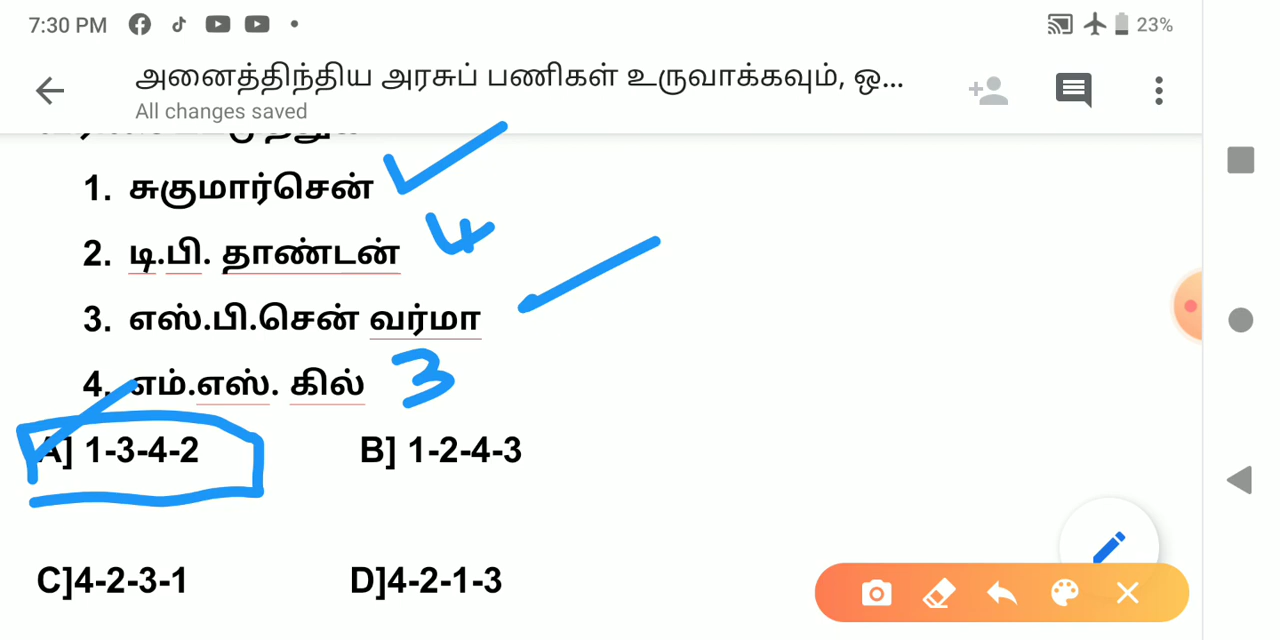 7:30 PM 23%
அனைத்திந்திய அரசுப் பணிகள் உருவாக்கவும், ஒ...
All changes saved
1. சுகுமார்சென்
2. டி.பி. தாண்டன் 4
3. எஸ்.பி.சென் வர்மா
4. எம்.எஸ். கில் 3
A] 1-3-4-2 B] 1-2-4-3
C]4-2-3-1 D]4-2-1-3